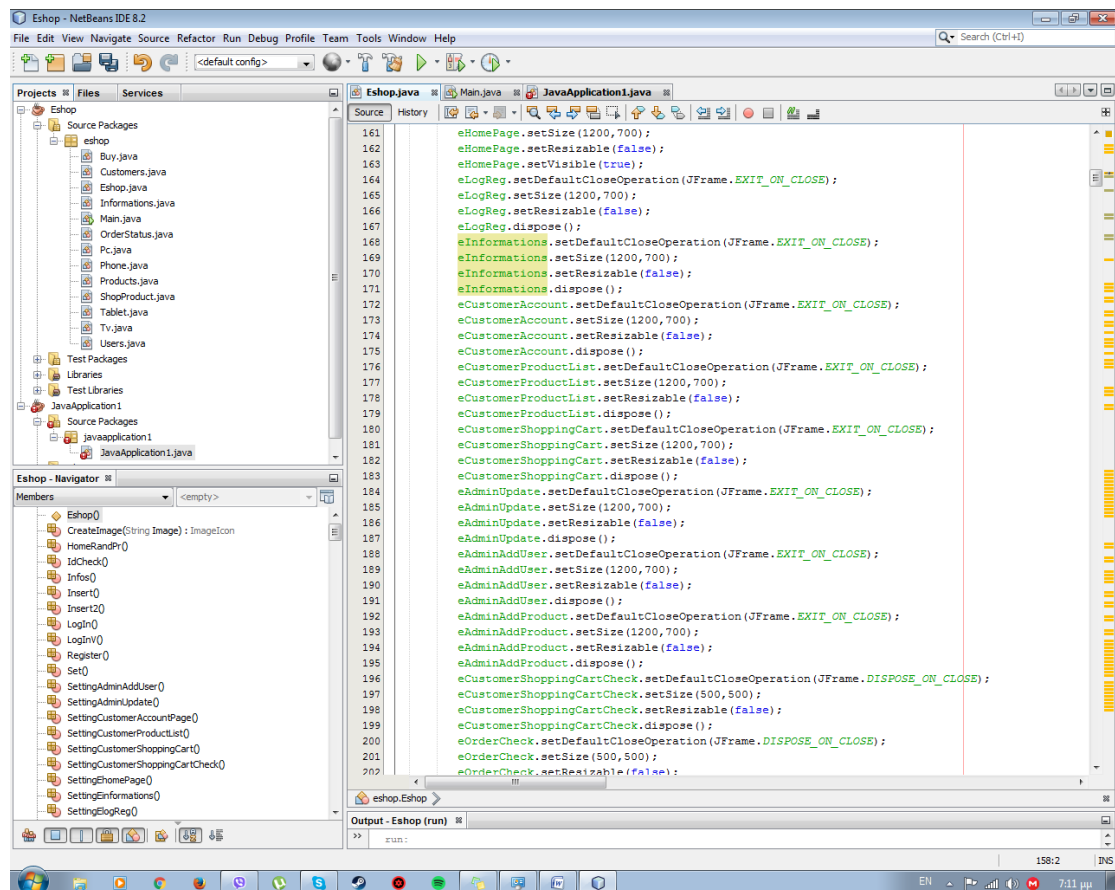 Eshop - NetBeans IDE 8.2
File Edit View Navigate Source Refactor Run Debug Profile Team Tools Window Help
Search (Ctrl+I)
<default config>
Projects Files Services
Eshop
Source Packages
eshop
Buy.java
Customers.java
Eshop.java
Informations.java
Main.java
OrderStatus.java
Pc.java
Phone.java
Products.java
ShopProduct.java
Tablet.java
Tv.java
Users.java
Test Packages
Libraries
Test Libraries
JavaApplication1
Source Packages
javaapplication1
JavaApplication1.java
Eshop - Navigator
Members <empty>
Eshop()
CreateImage(String Image) : ImageIcon
HomeRandPr()
IdCheck()
Infos()
Insert()
Insert2()
LogIn()
LogInV()
Register()
Set()
SettingAdminAddUser()
SettingAdminUpdate()
SettingCustomerAccountPage()
SettingCustomerProductList()
SettingCustomerShoppingCart()
SettingCustomerShoppingCartCheck()
SettingEhomePage()
SettingEinformations()
SettingElogReg()
Eshop.java Main.java JavaApplication1.java
Source History
161 eHomePage.setSize(1200,700);
162 eHomePage.setResizable(false);
163 eHomePage.setVisible(true);
164 eLogReg.setDefaultCloseOperation(JFrame.EXIT_ON_CLOSE);
165 eLogReg.setSize(1200,700);
166 eLogReg.setResizable(false);
167 eLogReg.dispose();
168 eInformations.setDefaultCloseOperation(JFrame.EXIT_ON_CLOSE);
169 eInformations.setSize(1200,700);
170 eInformations.setResizable(false);
171 eInformations.dispose();
172 eCustomerAccount.setDefaultCloseOperation(JFrame.EXIT_ON_CLOSE);
173 eCustomerAccount.setSize(1200,700);
174 eCustomerAccount.setResizable(false);
175 eCustomerAccount.dispose();
176 eCustomerProductList.setDefaultCloseOperation(JFrame.EXIT_ON_CLOSE);
177 eCustomerProductList.setSize(1200,700);
178 eCustomerProductList.setResizable(false);
179 eCustomerProductList.dispose();
180 eCustomerShoppingCart.setDefaultCloseOperation(JFrame.EXIT_ON_CLOSE);
181 eCustomerShoppingCart.setSize(1200,700);
182 eCustomerShoppingCart.setResizable(false);
183 eCustomerShoppingCart.dispose();
184 eAdminUpdate.setDefaultCloseOperation(JFrame.EXIT_ON_CLOSE);
185 eAdminUpdate.setSize(1200,700);
186 eAdminUpdate.setResizable(false);
187 eAdminUpdate.dispose();
188 eAdminAddUser.setDefaultCloseOperation(JFrame.EXIT_ON_CLOSE);
189 eAdminAddUser.setSize(1200,700);
190 eAdminAddUser.setResizable(false);
191 eAdminAddUser.dispose();
192 eAdminAddProduct.setDefaultCloseOperation(JFrame.EXIT_ON_CLOSE);
193 eAdminAddProduct.setSize(1200,700);
194 eAdminAddProduct.setResizable(false);
195 eAdminAddProduct.dispose();
196 eCustomerShoppingCartCheck.setDefaultCloseOperation(JFrame.DISPOSE_ON_CLOSE);
197 eCustomerShoppingCartCheck.setSize(500,500);
198 eCustomerShoppingCartCheck.setResizable(false);
199 eCustomerShoppingCartCheck.dispose();
200 eOrderCheck.setDefaultCloseOperation(JFrame.DISPOSE_ON_CLOSE);
201 eOrderCheck.setSize(500,500);
202 eOrderCheck.setResizable(false);
eshop.Eshop
Output - Eshop (run)
run:
158:2 INS
EN 7:11 μμ